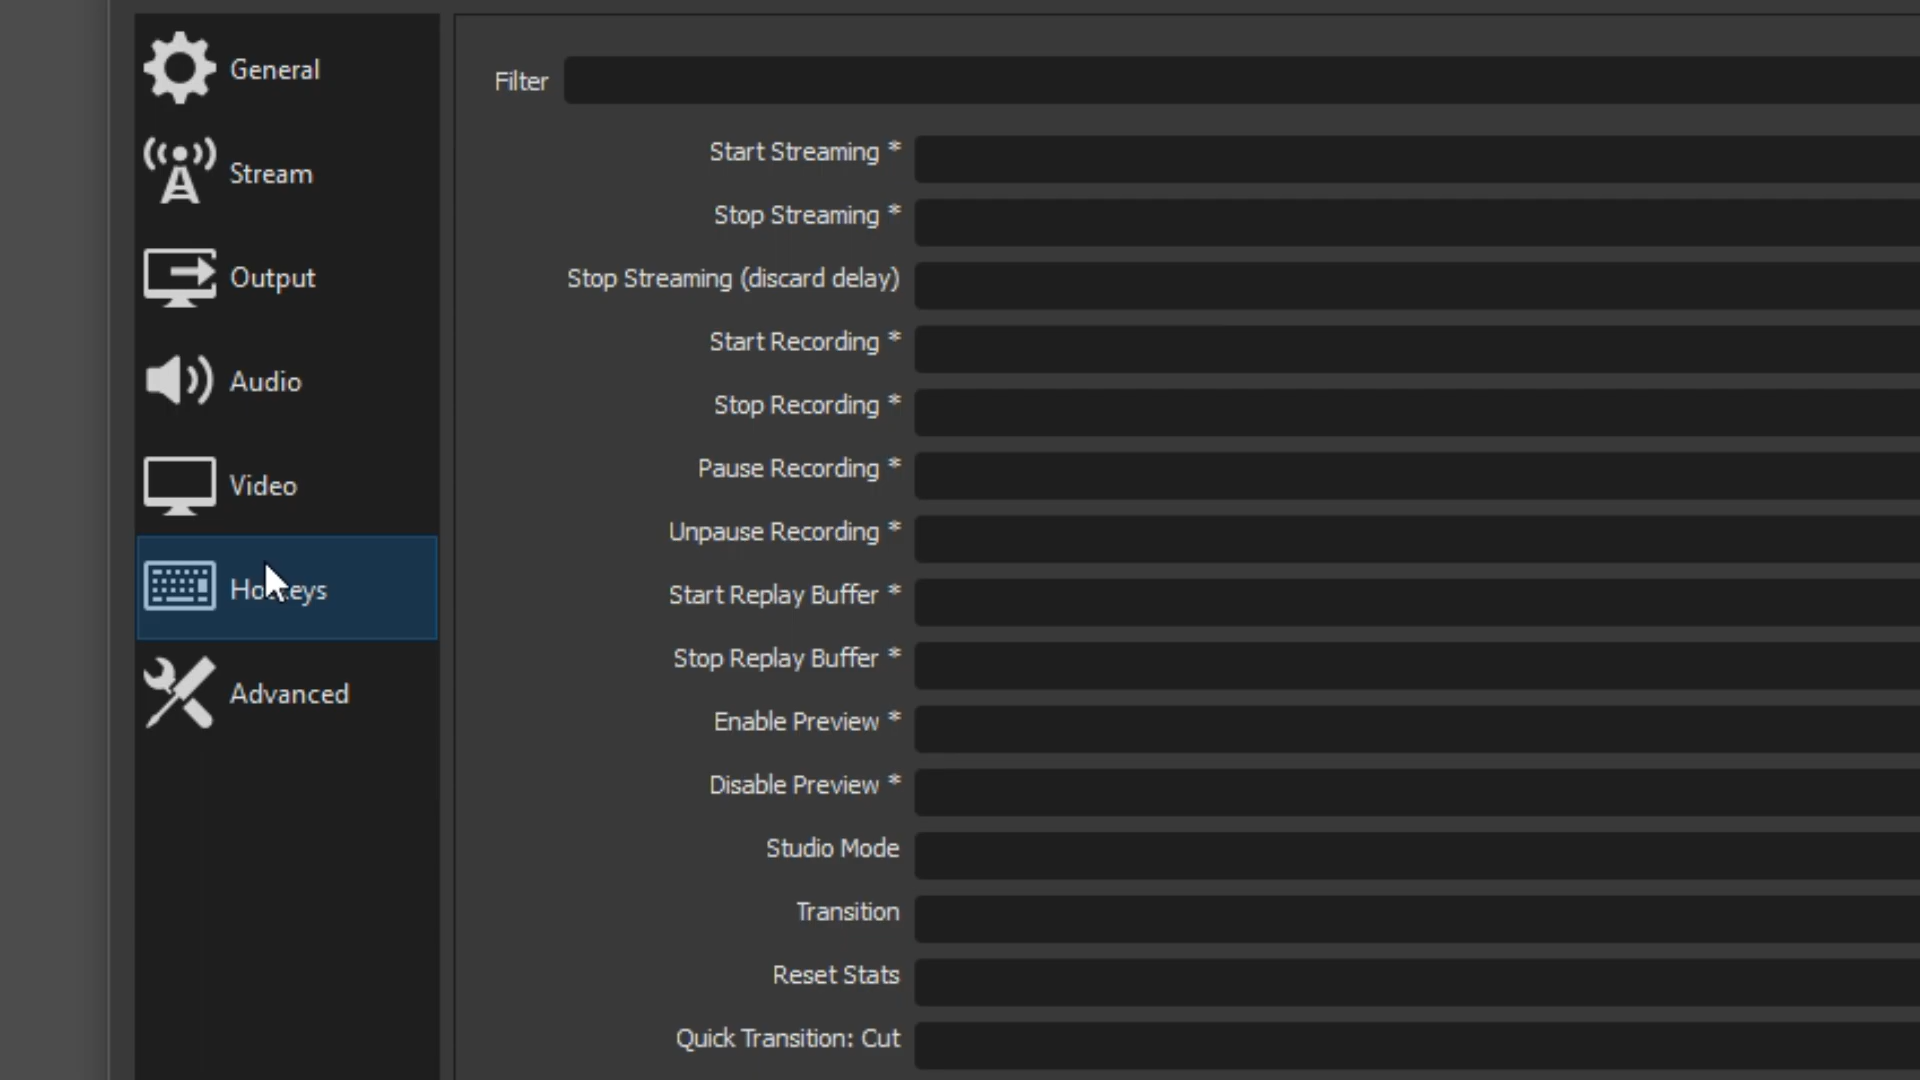 General
Stream
Output
Audio
Video
Hotkeys
Advanced
Filter
Start Streaming *
Stop Streaming *
Stop Streaming (discard delay)
Start Recording *
Stop Recording *
Pause Recording *
Unpause Recording *
Start Replay Buffer *
Stop Replay Buffer *
Enable Preview *
Disable Preview *
Studio Mode
Transition
Reset Stats
Quick Transition: Cut